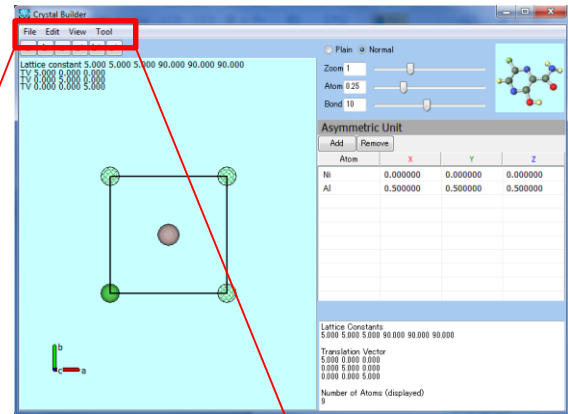 Crystal Builder
File Edit View Tool
Lattice constant 5.000 5.000 5.000 90.000 90.000 90.000
TV 5.000 0.000 0.000
TV 0.000 5.000 0.000
TV 0.000 0.000 5.000
b
c a
Plain Normal
Zoom 1
Atom 0.25
Bond 10
Asymmetric Unit
Add Remove
Atom X Y Z
Ni 0.000000 0.000000 0.000000
Al 0.500000 0.500000 0.500000
Lattice Constants
5.000 5.000 5.000 90.000 90.000 90.000
Translation Vector
5.000 0.000 0.000
0.000 5.000 0.000
0.000 0.000 5.000
Number of Atoms (displayed)
9